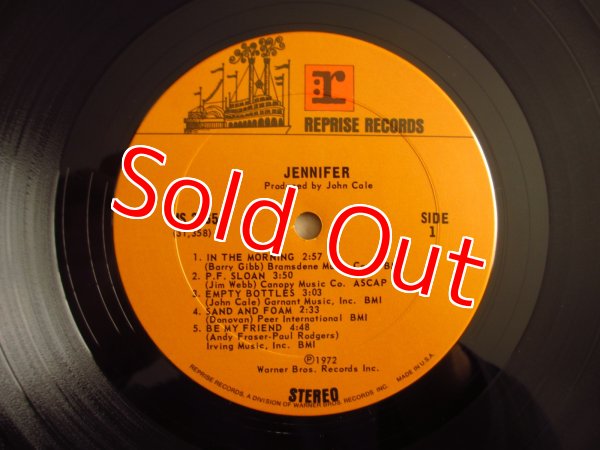 r:
REPRISE RECORDS
JENNIFER
Produced by John Cale
SIDE
1
(31,358)
1. IN THE MORNING 2:57
(Barry Gibb) Bramsdene Music
2. P.F. SLOAN 3:50
(Jim Webb) Canopy Music Co. ASCAP
3. EMPTY BOTTLES 3:03
(John Cale) Garnant Music, Inc. BMI
4. SAND AND FOAM 2:33
(Donovan) Peer International BMI
5. BE MY FRIEND 4:48
(Andy Fraser-Paul Rodgers)
Irving Music, Inc. BMI
Ⓟ1972
Warner Bros. Records Inc.
STEREO
REPRISE RECORDS, A DIVISION OF WARNER BROS. RECORDS INC. MADE IN U.S.A.
Sold Out